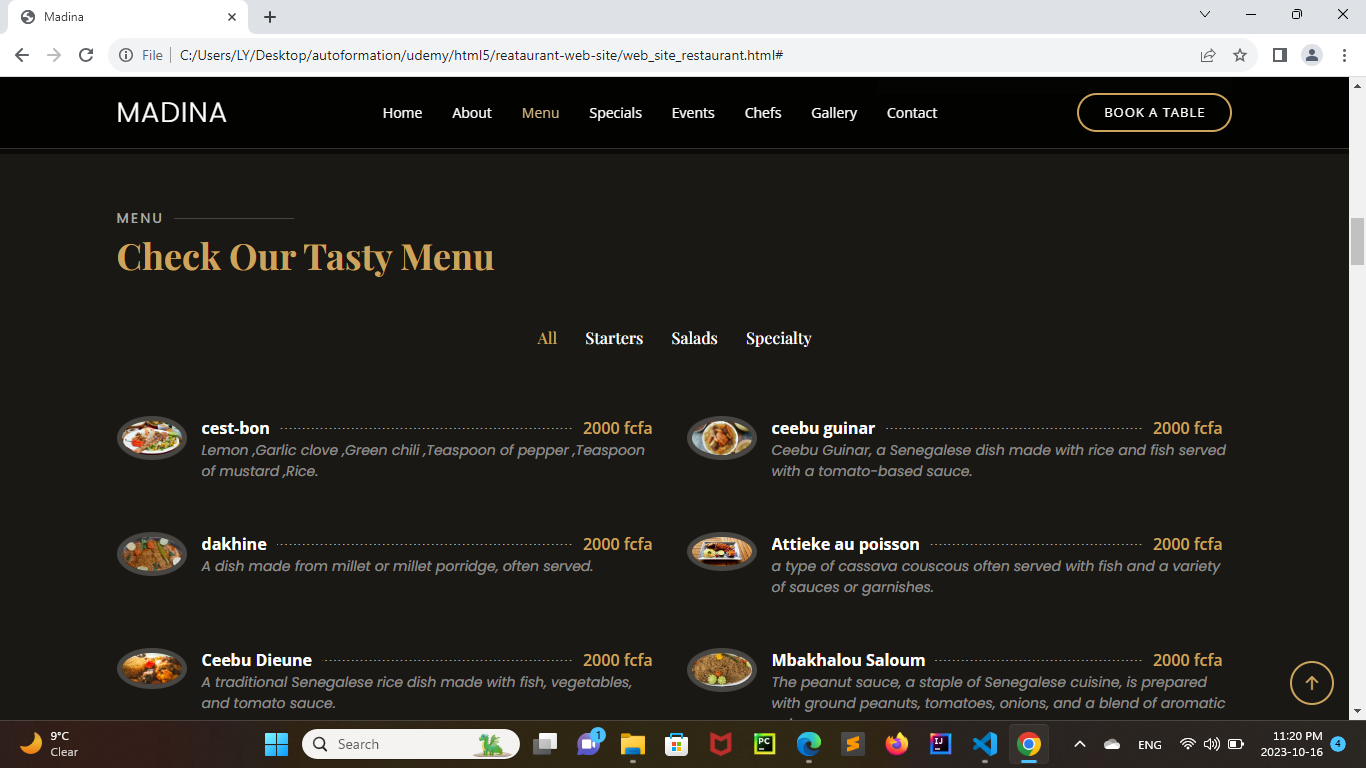 Madina
File
C:/Users/LY/Desktop/autoformation/udemy/html5/reataurant-web-site/web_site_restaurant.html#
MADINA
Home About Menu Specials Events Chefs Gallery Contact
BOOK A TABLE
MENU
Check Our Tasty Menu
All Starters Salads Specialty
cest-bon 2000 fcfa
Lemon ,Garlic clove ,Green chili ,Teaspoon of pepper ,Teaspoon
of mustard ,Rice.
ceebu guinar 2000 fcfa
Ceebu Guinar, a Senegalese dish made with rice and fish served
with a tomato-based sauce.
dakhine 2000 fcfa
A dish made from millet or millet porridge, often served.
Attieke au poisson 2000 fcfa
a type of cassava couscous often served with fish and a variety
of sauces or garnishes.
Ceebu Dieune 2000 fcfa
A traditional Senegalese rice dish made with fish, vegetables,
and tomato sauce.
Mbakhalou Saloum 2000 fcfa
The peanut sauce, a staple of Senegalese cuisine, is prepared
with ground peanuts, tomatoes, onions, and a blend of aromatic
9°C
Clear
Search
1
PC
IJ
ENG
11:20 PM
2023-10-16
4